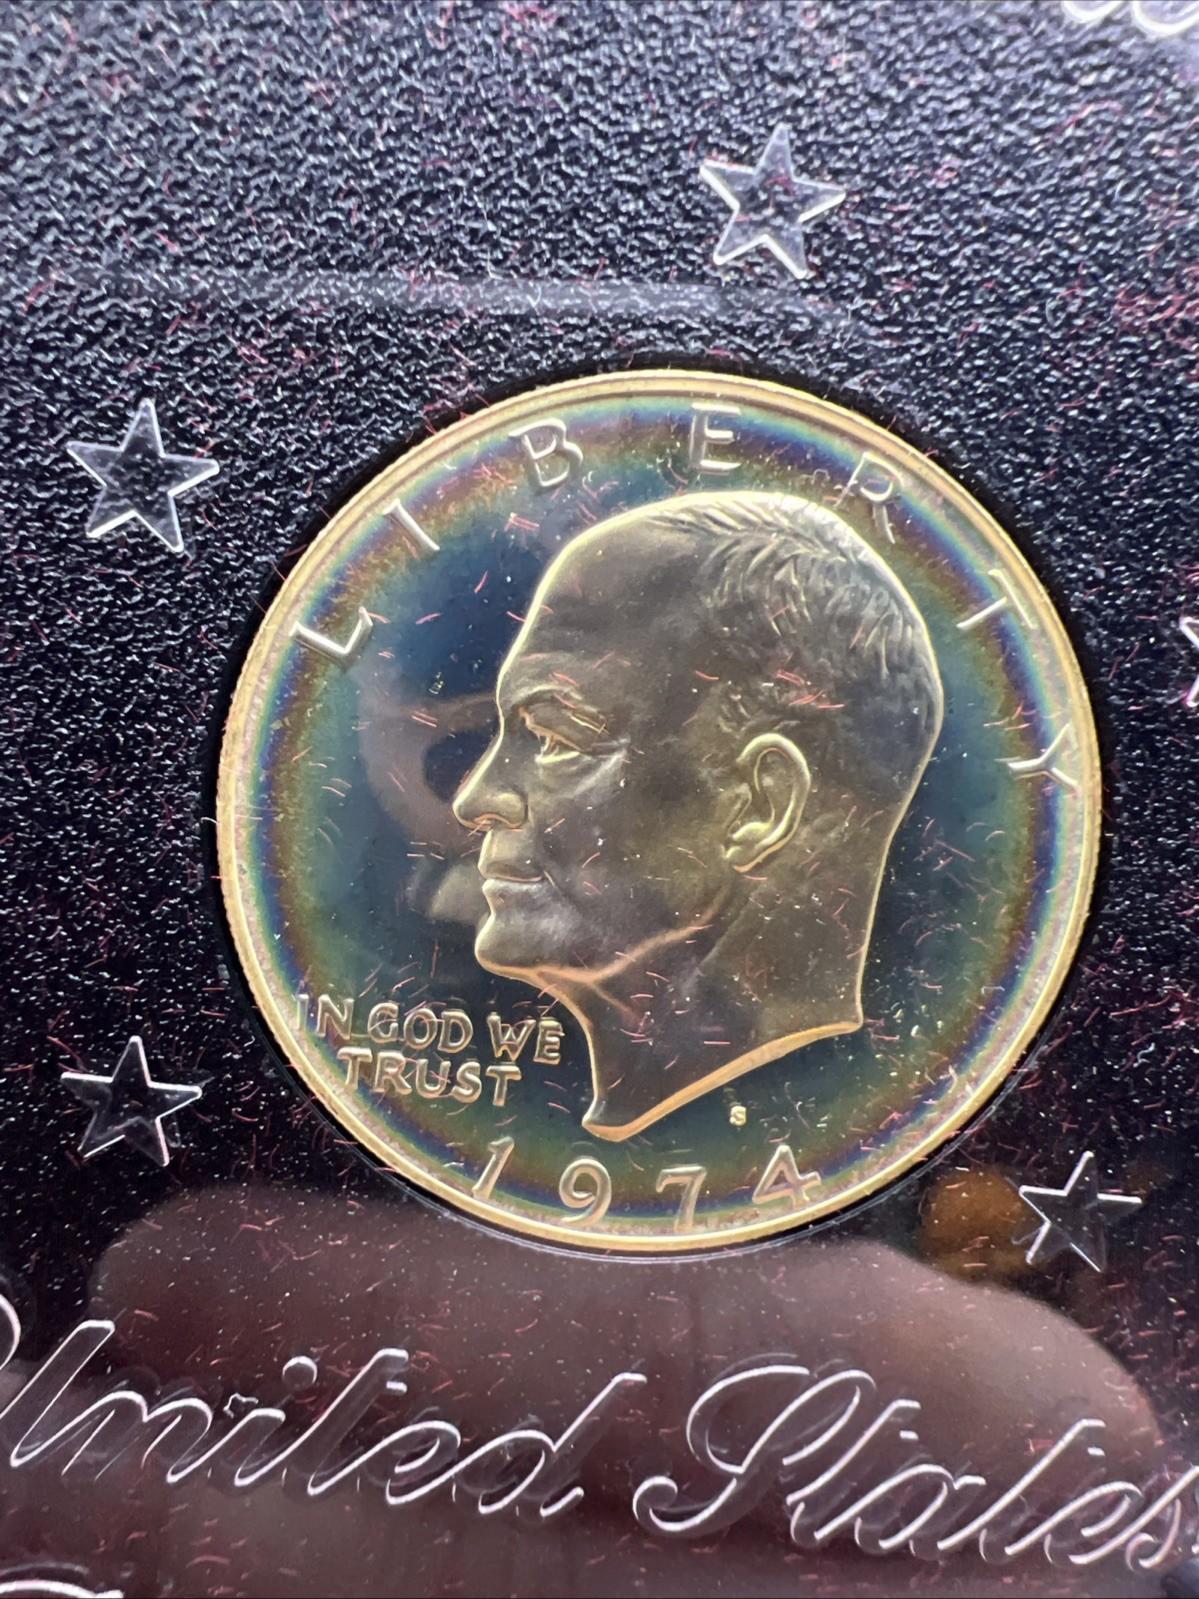 LIBERTY
IN GOD WE
TRUST
S
1974
United States